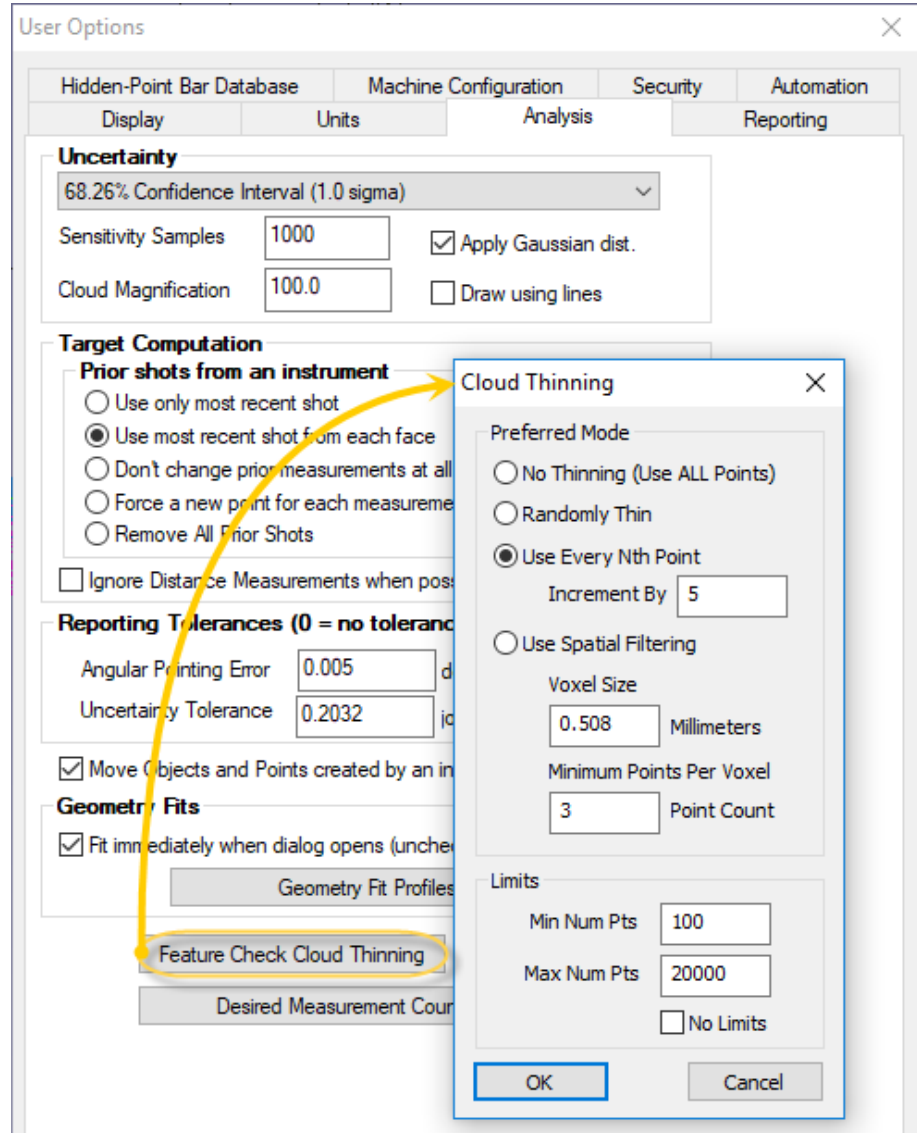 User Options
Hidden-Point Bar Database Machine Configuration Security Automation
Display Units Analysis Reporting
Uncertainty
68.26% Confidence Interval (1.0 sigma)
Sensitivity Samples 1000 Apply Gaussian dist.
Cloud Magnification 100.0 Draw using lines
Target Computation
Prior shots from an instrument
Use only most recent shot
Use most recent shot from each face
Don't change prior measurements at all
Force a new point for each measureme
Remove All Prior Shots
Ignore Distance Measurements when poss
Reporting Tolerances (0 = no toleranc
Angular Pointing Error 0.005 d
Uncertainty Tolerance 0.2032
Move Objects and Points created by an in
Geometry Fits
Fit immediately when dialog opens (unche
Geometry Fit Profiles
Feature Check Cloud Thinning
Desired Measurement Cour
Cloud Thinning
Preferred Mode
No Thinning (Use ALL Points)
Randomly Thin
Use Every Nth Point
Increment By 5
Use Spatial Filtering
Voxel Size
0.508 Millimeters
Minimum Points Per Voxel
3 Point Count
Limits
Min Num Pts 100
Max Num Pts 20000
No Limits
OK Cancel